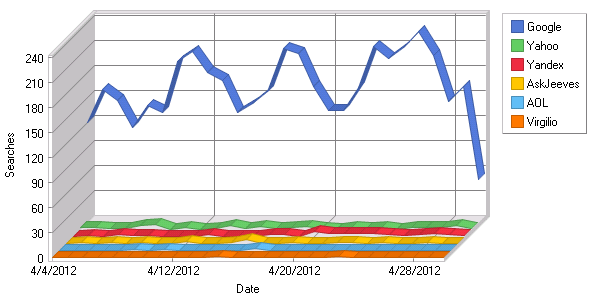 240
210
180
150
120
90
60
30
0
Searches
4/4/2012 4/12/2012 4/20/2012 4/28/2012
Date
Google
Yahoo
Yandex
AskJeeves
AOL
Virgilio